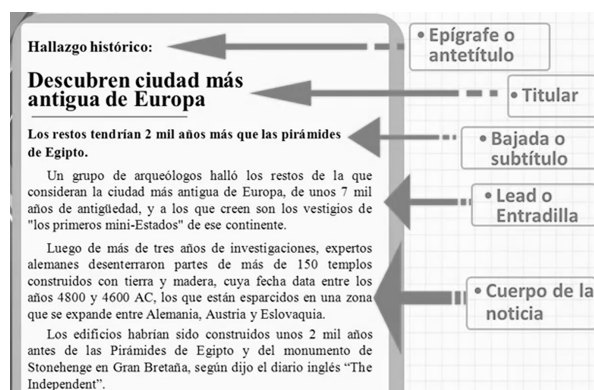 Hallazgo histórico:
• Epígrafe o
antetítulo
Descubren ciudad más
antigua de Europa
• Titular
Los restos tendrían 2 mil años más que las pirámides
de Egipto.
• Bajada o
subtítulo
Un grupo de arqueólogos halló los restos de la que
consideran la ciudad más antigua de Europa, de unos 7 mil
años de antigüedad, y a los que creen son los vestigios de
"los primeros mini-Estados" de ese continente.
• Lead o
Entradilla
Luego de más de tres años de investigaciones, expertos
alemanes desenterraron partes de más de 150 templos
construidos con tierra y madera, cuya fecha data entre los
años 4800 y 4600 AC, los que están esparcidos en una zona
que se expande entre Alemania, Austria y Eslovaquia.
• Cuerpo de la
noticia
Los edificios habrían sido construidos unos 2 mil años
antes de las Pirámides de Egipto y del monumento de
Stonehenge en Gran Bretaña, según dijo el diario inglés “The
Independent”.